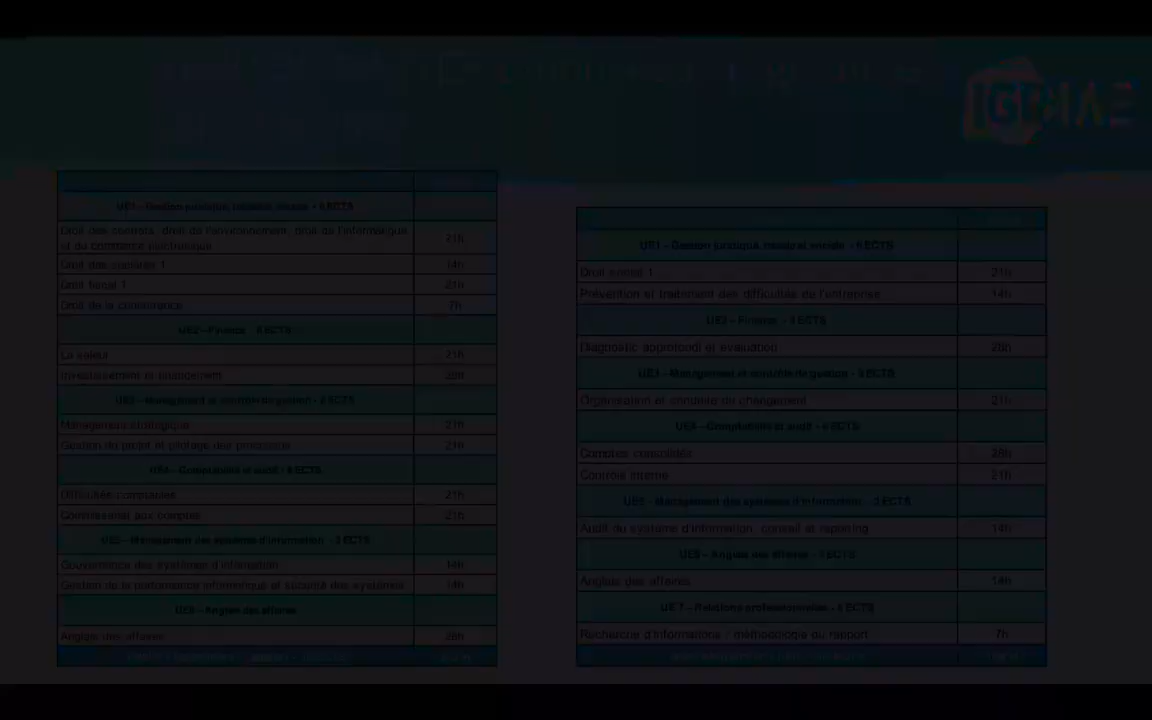 IGR-IAE
UE1 - Gestion juridique, fiscale et sociale - 6 ECTS
Droit des contrats, droit de l'environnement, droit de l'informatique
et du commerce électronique
21h
Droit des sociétés 1
14h
Droit fiscal 1
21h
Droit de la concurrence
7h
UE2 - Finance - 6 ECTS
La valeur
21h
Investissement et financement
28h
UE3 - Management et contrôle de gestion - 6 ECTS
Management stratégique
21h
Gestion de projet et pilotage des processus
21h
UE4 - Comptabilité et audit - 6 ECTS
Difficultés comptables
21h
Commissariat aux comptes
21h
UE5 - Management des systèmes d'information - 3 ECTS
Gouvernance des systèmes d'information
14h
Gestion de la performance informatique et sécurité des systèmes
14h
UE6 - Anglais des affaires
Anglais des affaires
28h
UE1 - Gestion juridique, fiscale et sociale - 6 ECTS
Droit social 1
21h
Prévention et traitement des difficultés de l'entreprise
14h
UE2 - Finance - ECTS
Diagnostic approfondi et évaluation
28h
UE3 - Management et contrôle de gestion - 6 ECTS
Organisation et conduite du changement
21h
UE4 - Comptabilité et audit - 6 ECTS
Comptes consolidés
28h
Contrôle interne
21h
UE5 - Management des systèmes d'information - 3 ECTS
Audit du système d'information, conseil et reporting
14h
UE6 - Anglais des affaires - ECTS
Anglais des affaires
14h
UE 7 - Relations professionnelles - ECTS
Recherche d'informations / méthodologie du rapport
7h